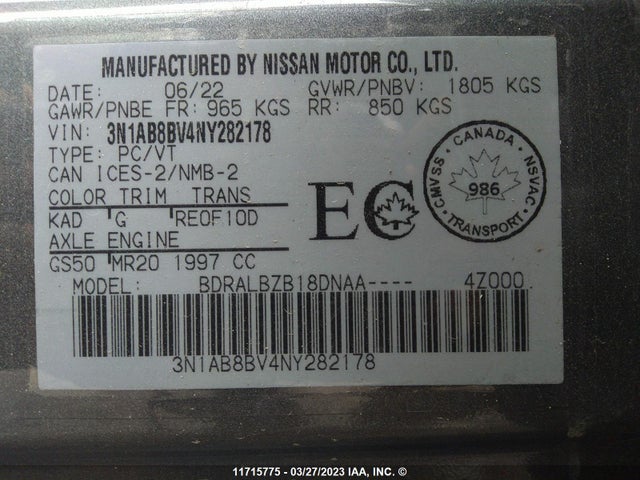 MANUFACTURED BY NISSAN MOTOR CO., LTD.
DATE: 06/22 GVWR/PNBV: 1805 KGS
GAWR/PNBE FR: 965 KGS RR: 850 KGS
VIN: 3N1AB8BV4NY282178
TYPE: PC/VT
CAN ICES-2/NMB-2
COLOR TRIM TRANS
KAD G RE0F10D
AXLE ENGINE
GS50 MR20 1997 CC
EC
CANADA
CMVSS
986
NSVAC
TRANSPORT
MODEL: BDRALBZB18DNAA---- 4Z000
3N1AB8BV4NY282178
11715775 - 03/27/2023 IAA, INC. ©